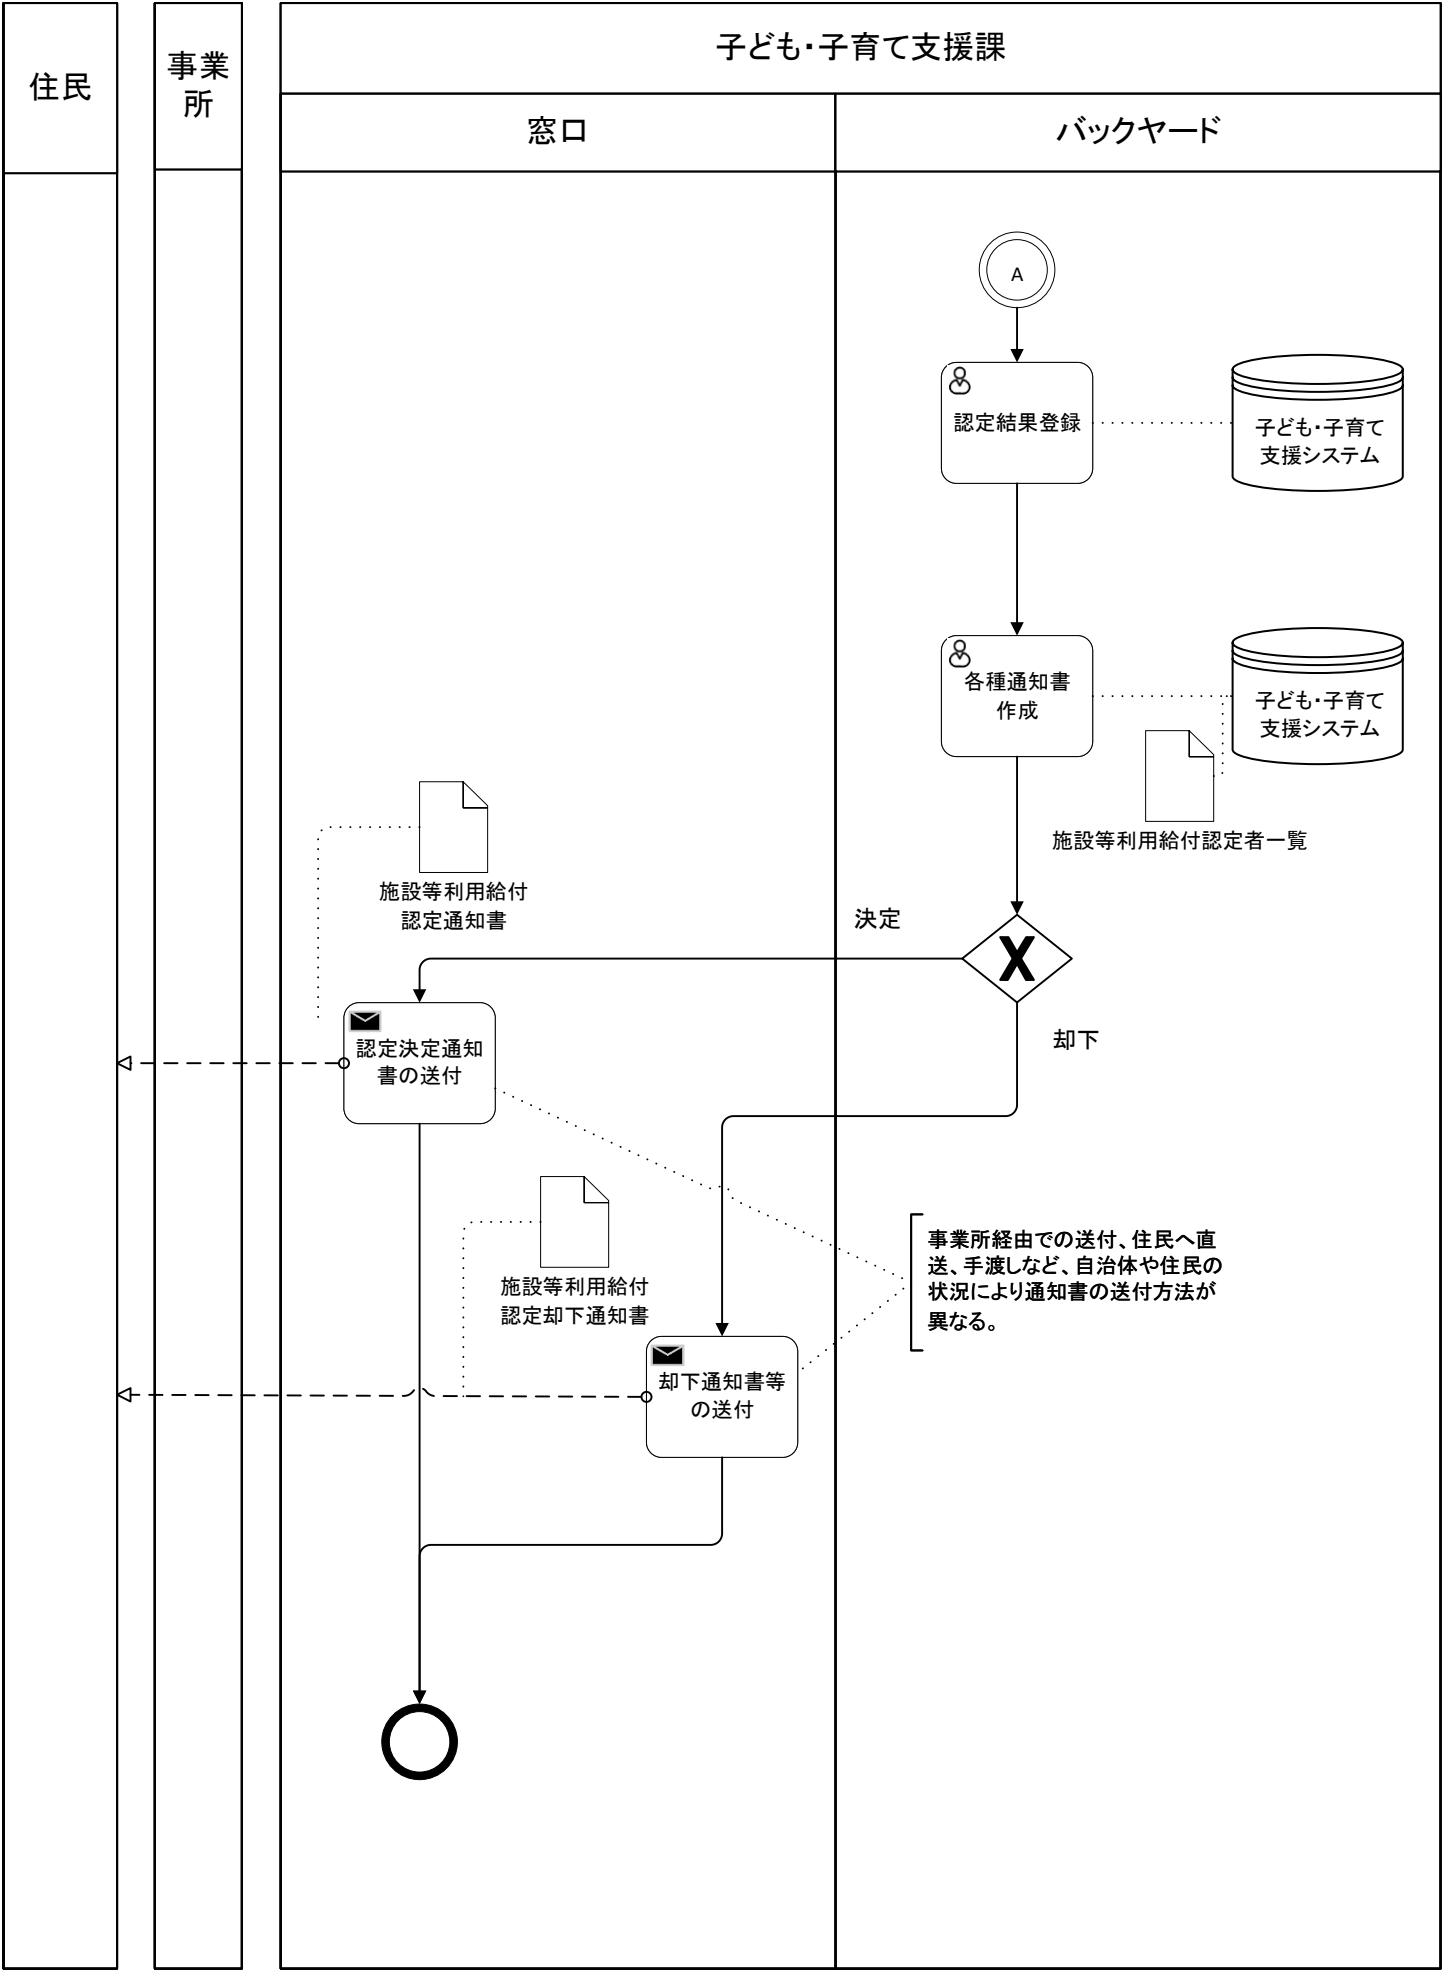 住民
事業
所
子ども・子育て支援課
窓口
バックヤード
A
認定結果登録
子ども・子育て
支援システム
各種通知書
作成
子ども・子育て
支援システム
施設等利用給付認定者一覧
施設等利用給付
認定通知書
決定
X
却下
認定決定通知
書の送付
施設等利用給付
認定却下通知書
事業所経由での送付、住民へ直
送、手渡しなど、自治体や住民の
状況により通知書の送付方法が
異なる。
却下通知書等
の送付